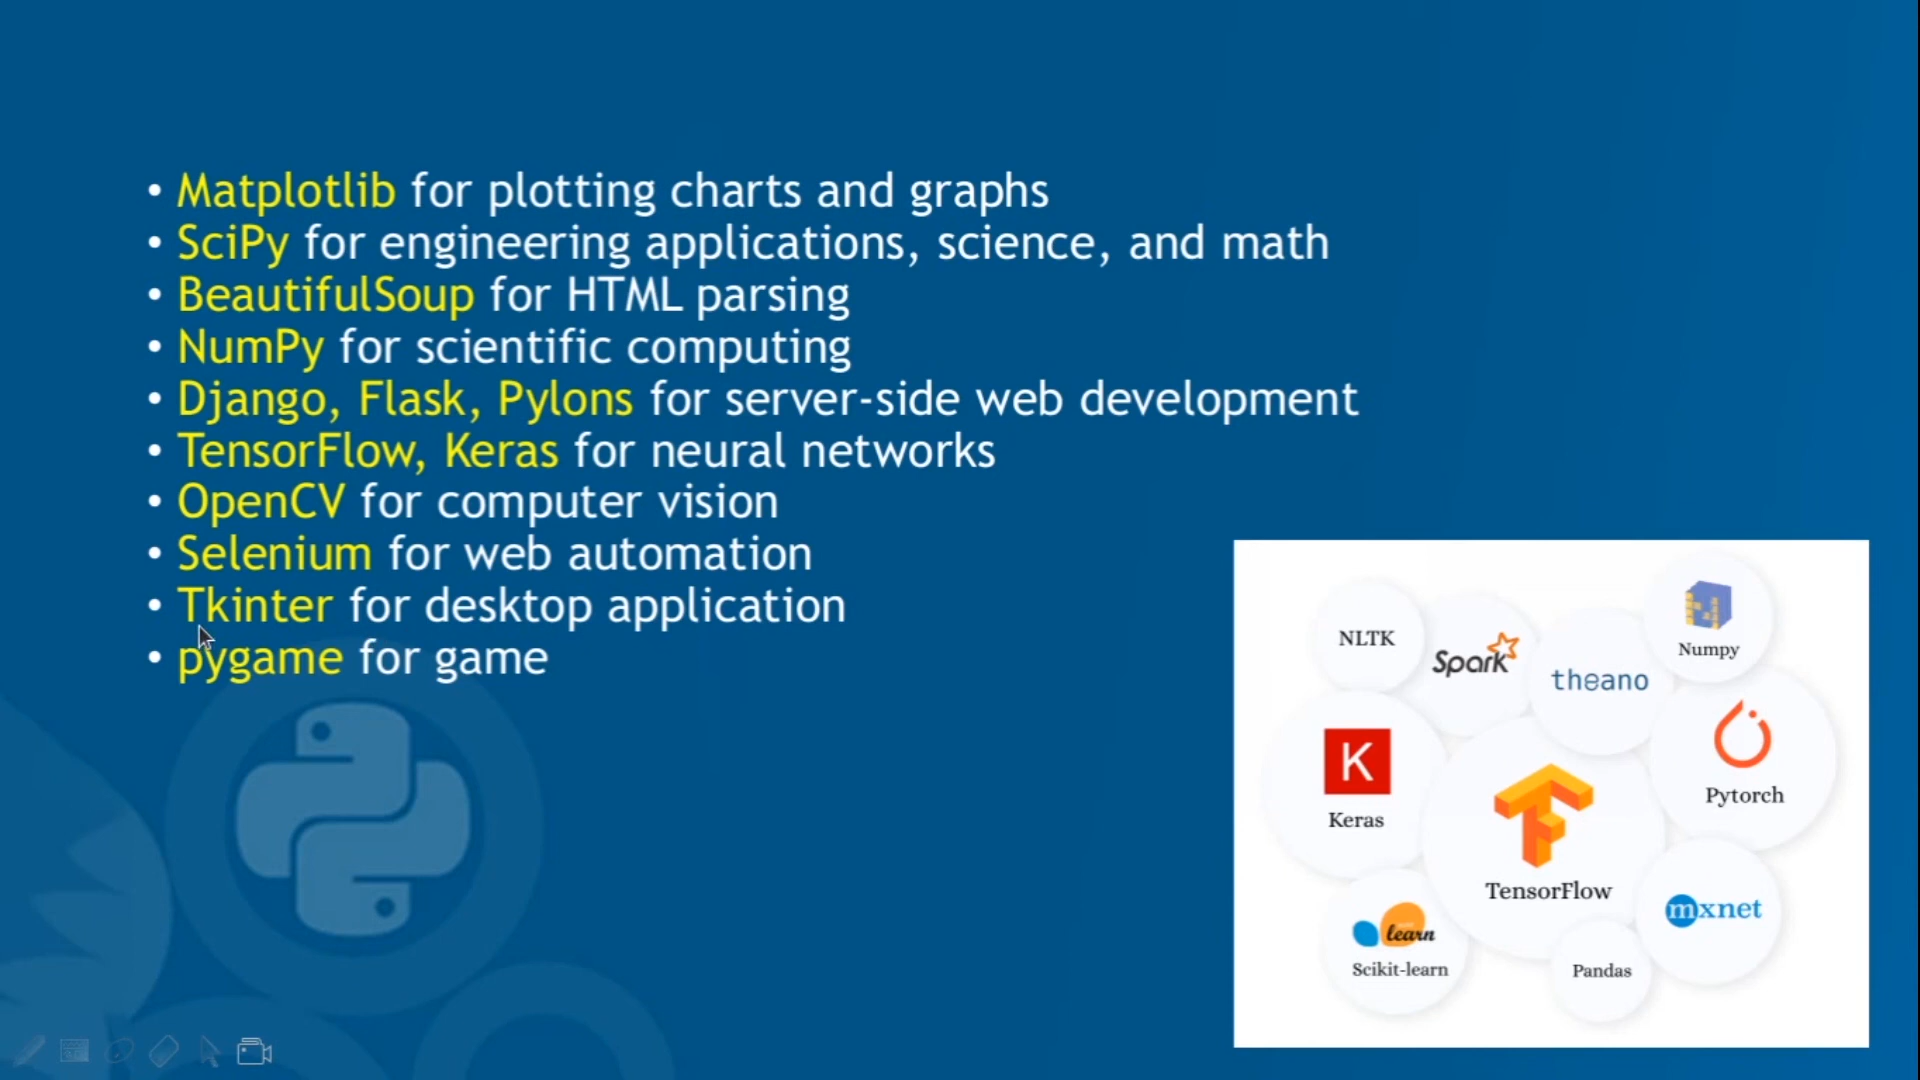 • Matplotlib for plotting charts and graphs
• SciPy for engineering applications, science, and math
• BeautifulSoup for HTML parsing
• NumPy for scientific computing
• Django, Flask, Pylons for server-side web development
• TensorFlow, Keras for neural networks
• OpenCV for computer vision
• Selenium for web automation
• Tkinter for desktop application
• pygame for game
NLTK
Spark
theano
Numpy
K
Keras
Pytorch
TensorFlow
learn
Scikit-learn
mxnet
Pandas